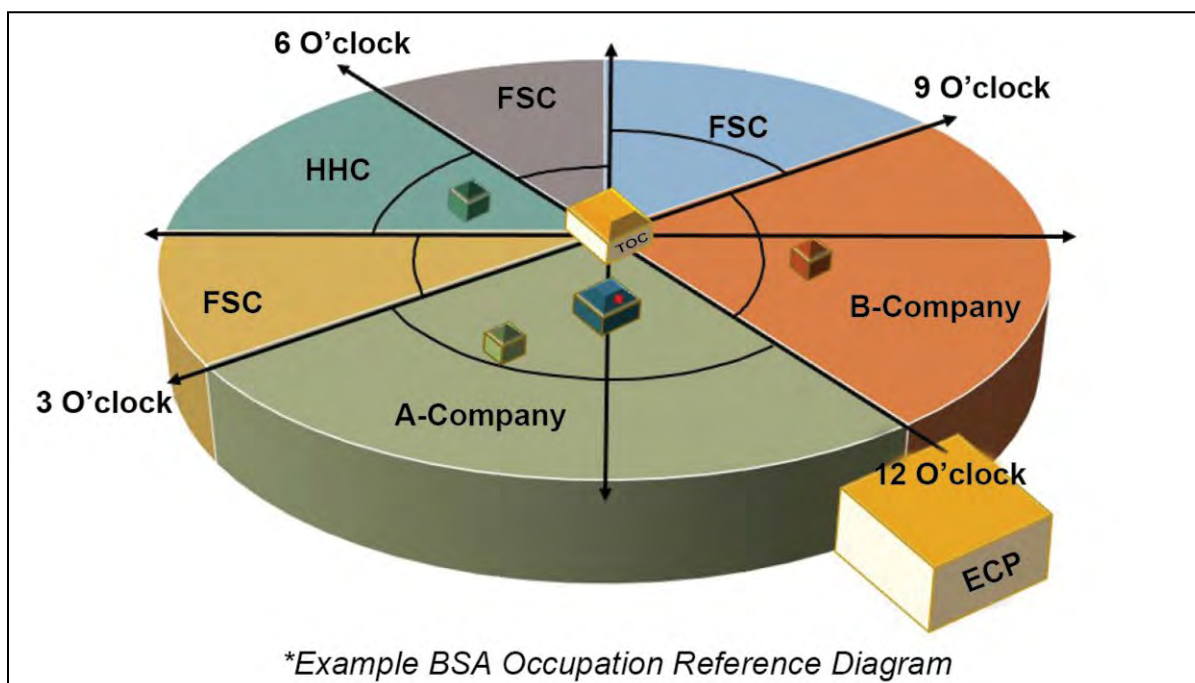 6 O'clock
FSC
9 O'clock
FSC
HHC
TOC
FSC
B-Company
3 O'clock
A-Company
12 O'clock
ECP
*Example BSA Occupation Reference Diagram